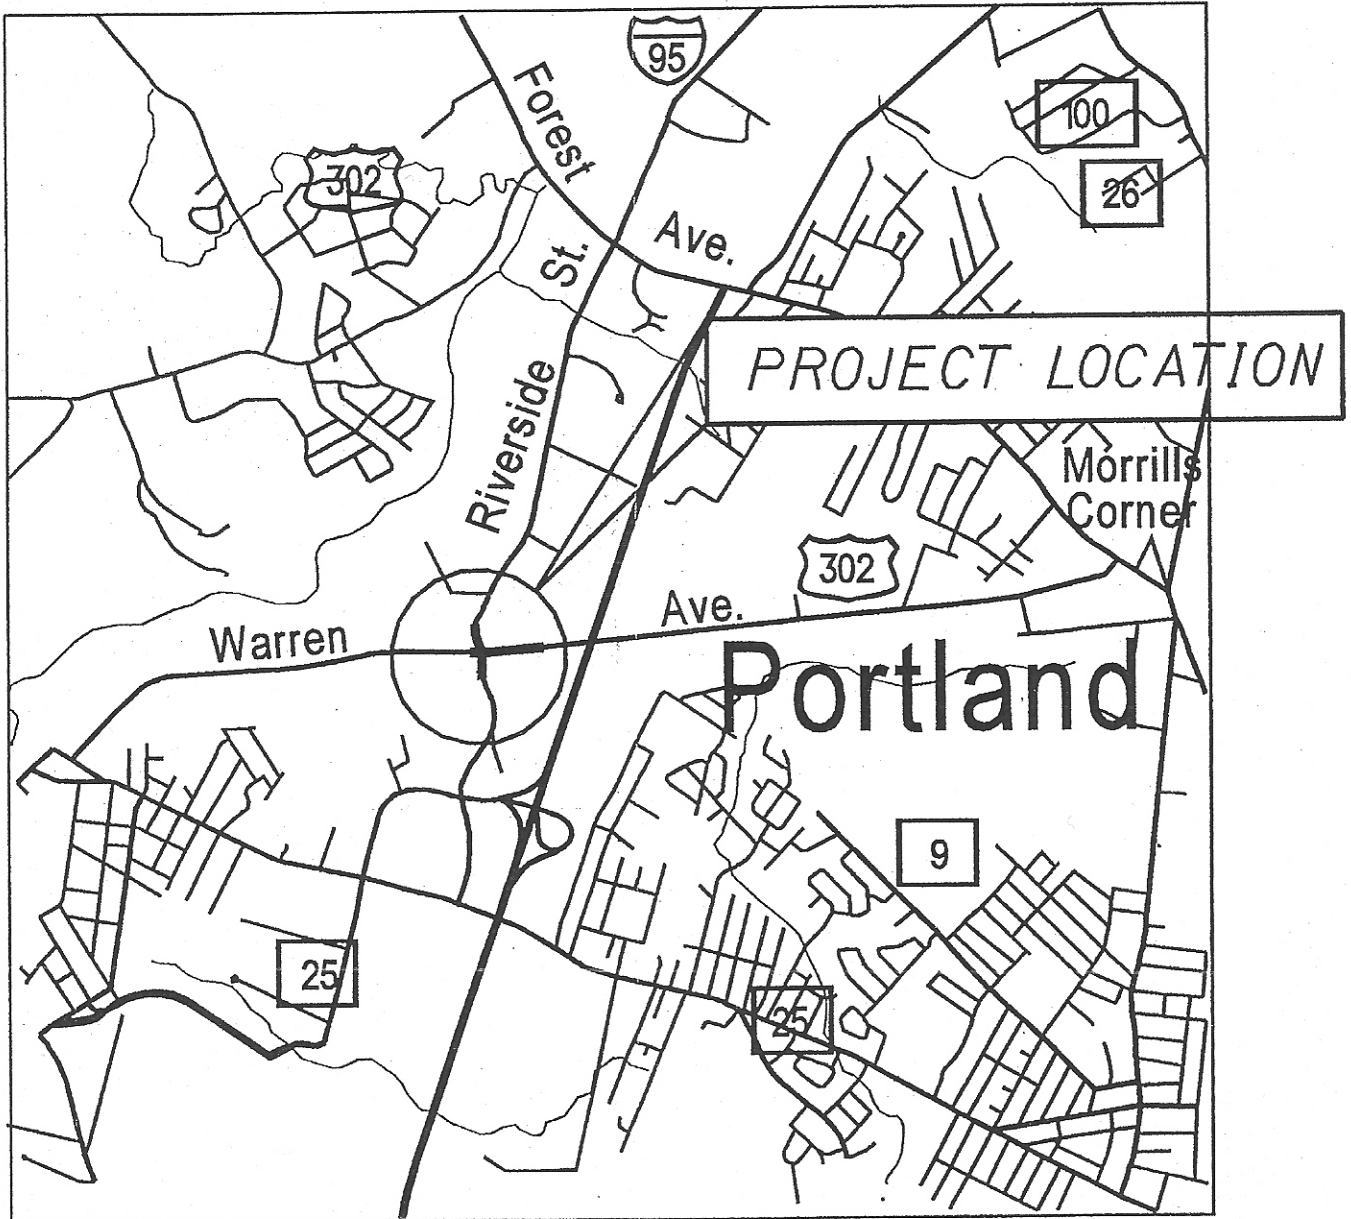 95
Forest
100
302
26
Ave.
St.
PROJECT LOCATION
Riverside
Morrills
Corner
302
Ave.
Warren
Portland
9
25
25